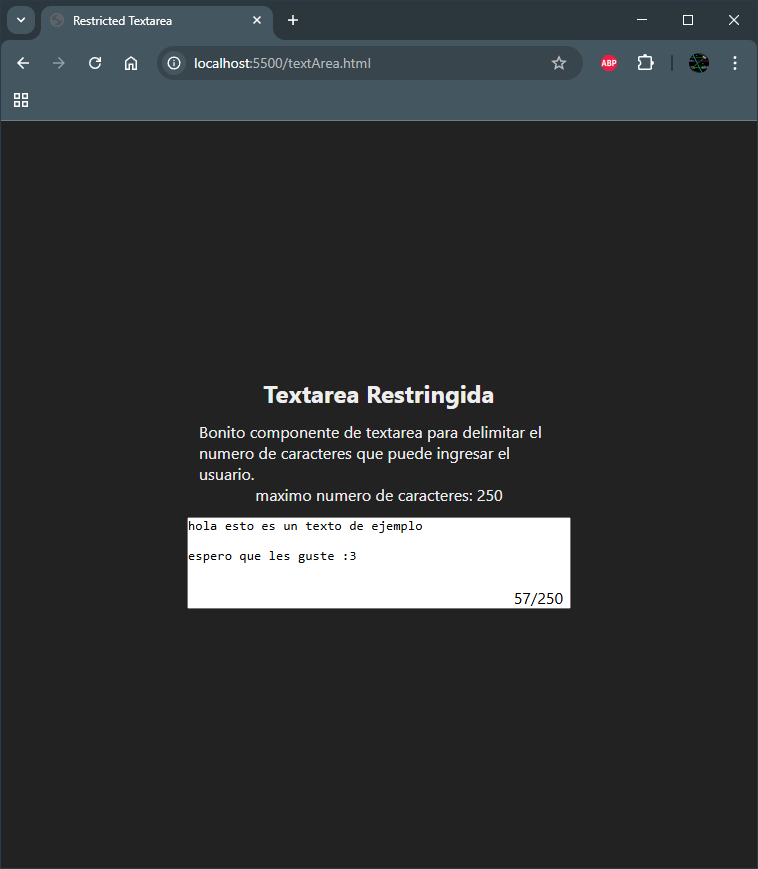 Restricted Textarea
localhost:5500/textArea.html
ABP
Textarea Restringida
Bonito componente de textarea para delimitar el
numero de caracteres que puede ingresar el
usuario.
maximo numero de caracteres: 250
hola esto es un texto de ejemplo
espero que les guste :3
57/250